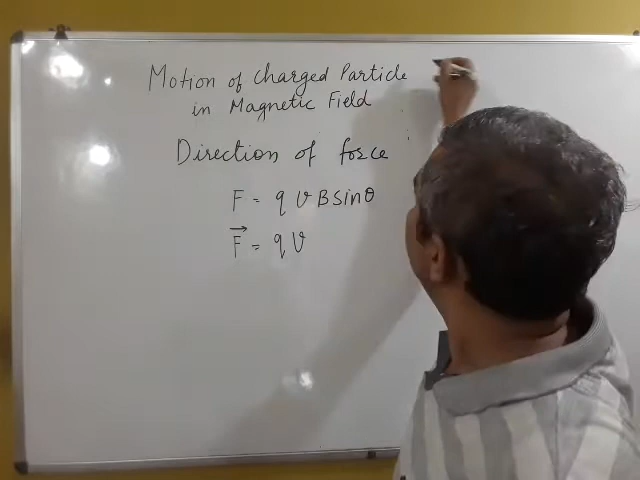 Motion of Charged Particle
in Magnetic Field
Direction of force
F = q v B sinθ
F⃗ = q v